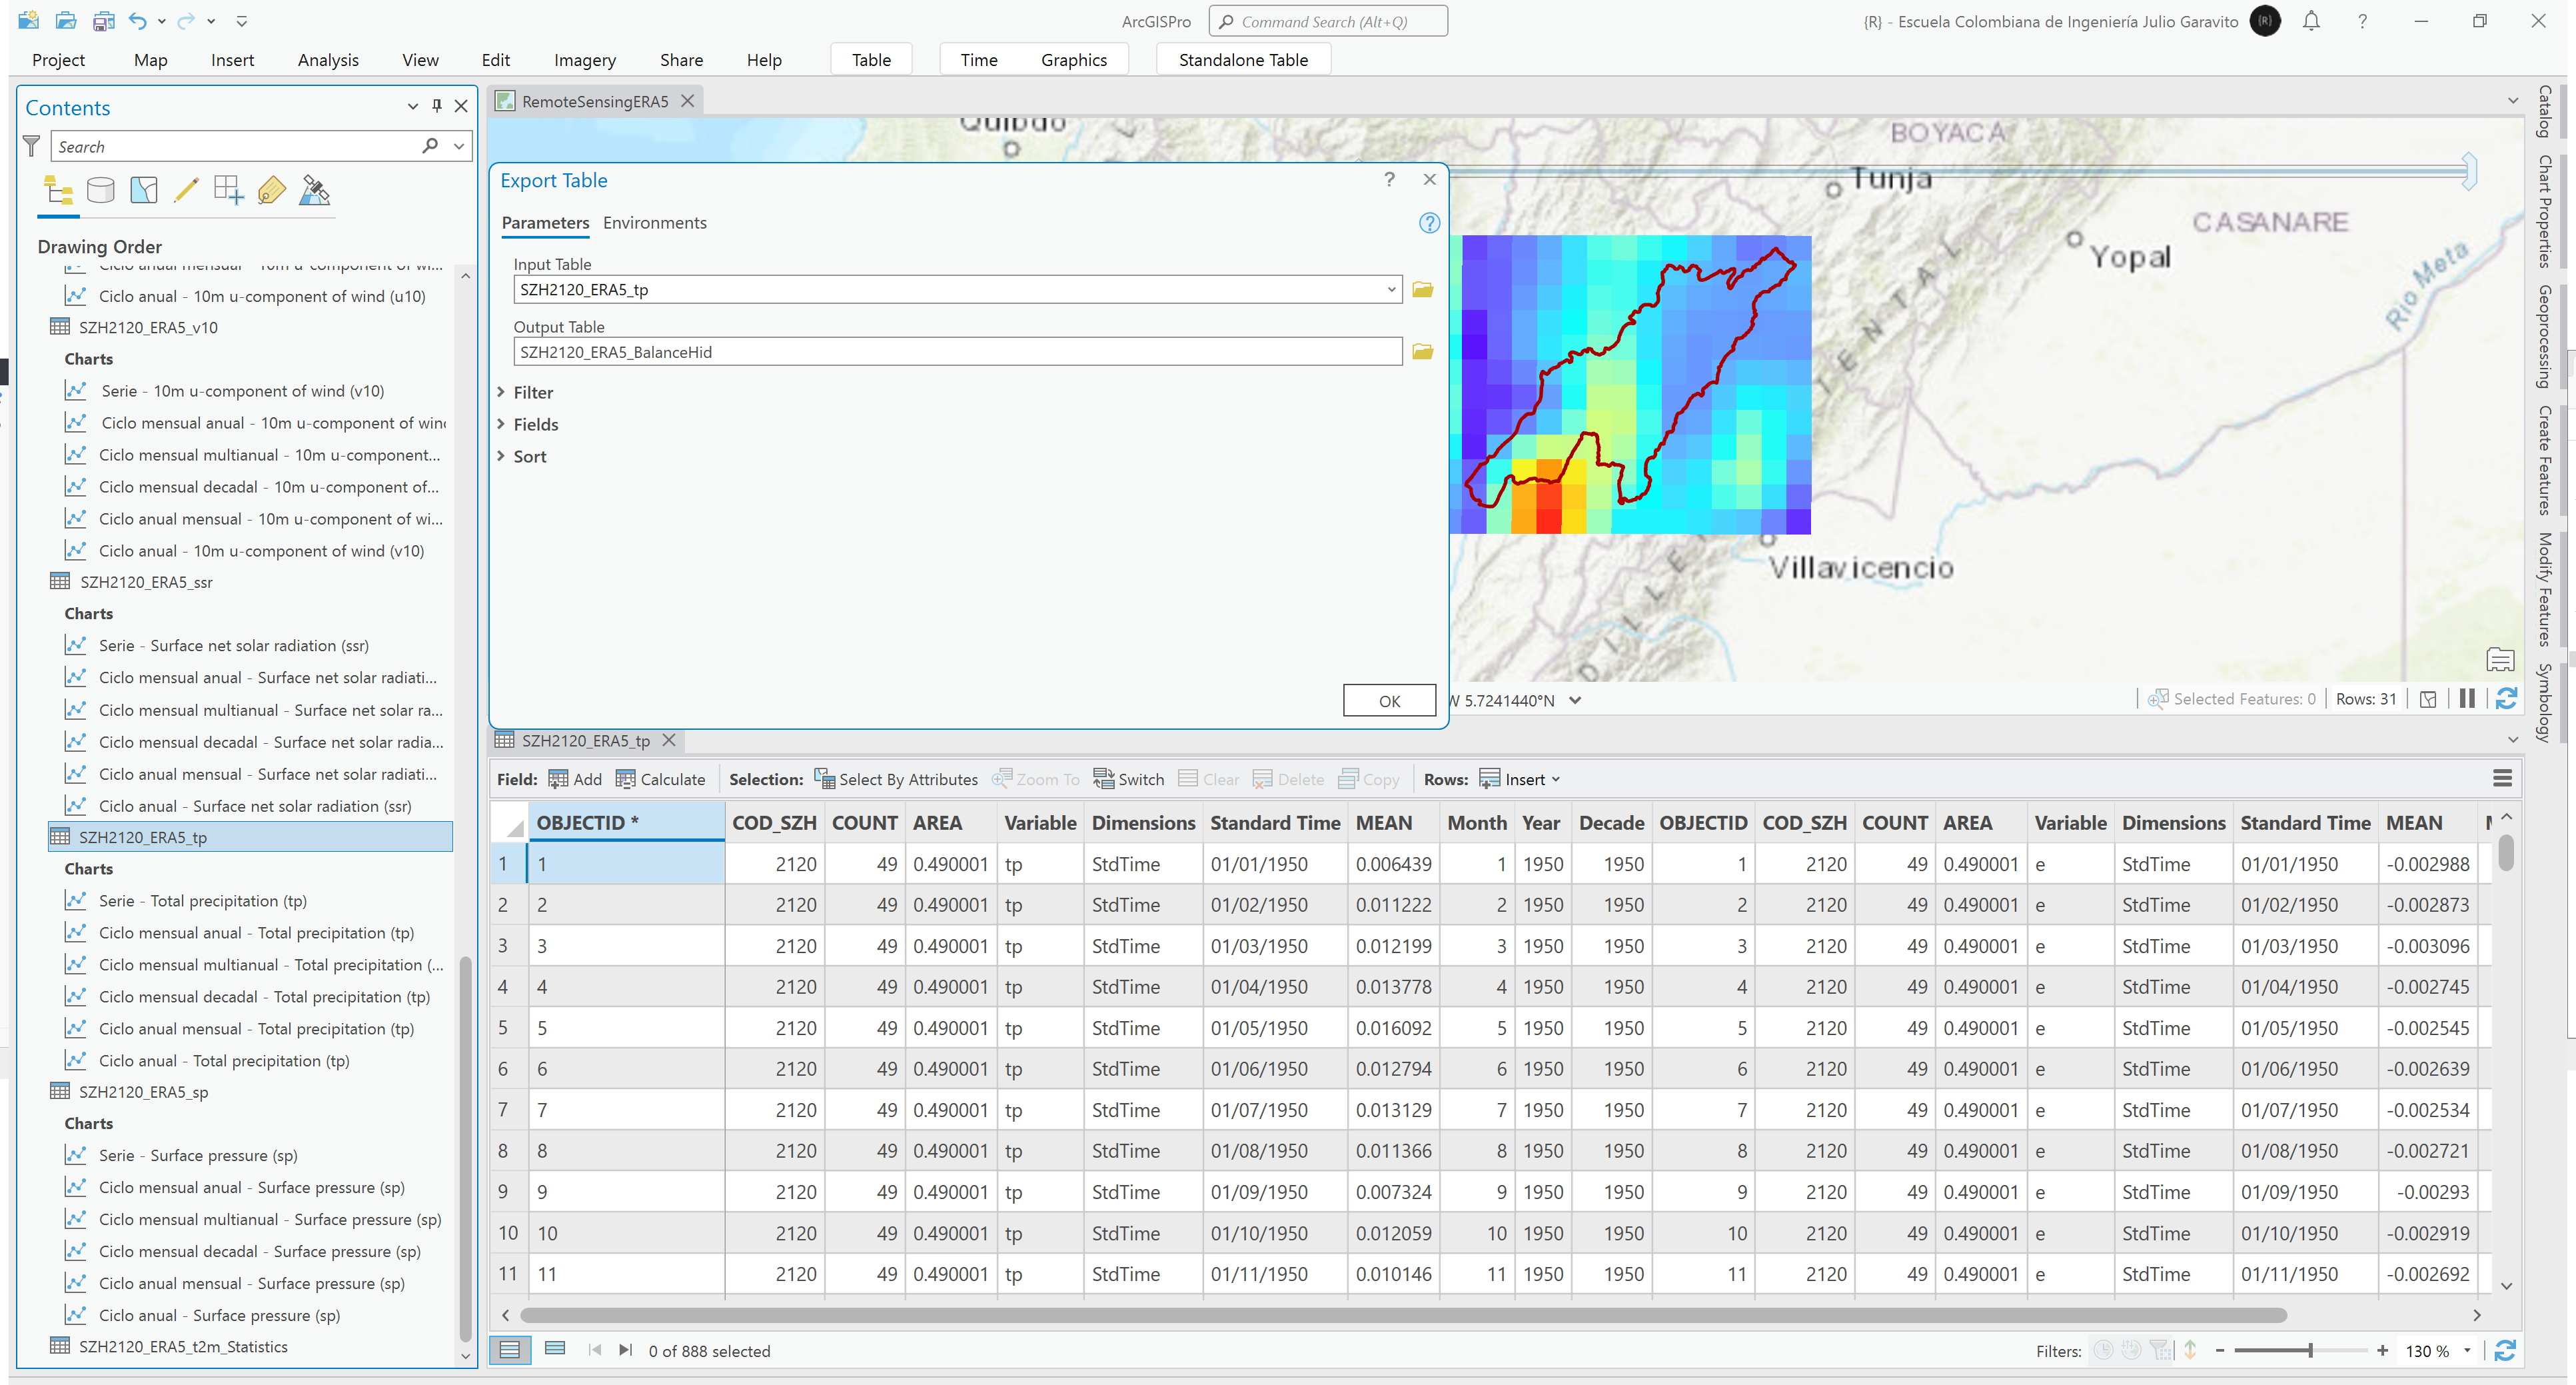 ArcGISPro
Command Search (Alt+Q)
{R} - Escuela Colombiana de Ingeniería Julio Garavito
{R}
Project Map Insert Analysis View Edit Imagery Share Help Table Time Graphics Standalone Table
Contents
Search
Drawing Order
Ciclo anual mensual - 10m u-component of wi...
Ciclo anual - 10m u-component of wind (u10)
SZH2120_ERA5_v10
Charts
Serie - 10m u-component of wind (v10)
Ciclo mensual anual - 10m u-component of wind
Ciclo mensual multianual - 10m u-component...
Ciclo mensual decadal - 10m u-component of...
Ciclo anual mensual - 10m u-component of wi...
Ciclo anual - 10m u-component of wind (v10)
SZH2120_ERA5_ssr
Charts
Serie - Surface net solar radiation (ssr)
Ciclo mensual anual - Surface net solar radiati...
Ciclo mensual multianual - Surface net solar ra...
Ciclo mensual decadal - Surface net solar radia...
Ciclo anual mensual - Surface net solar radiati...
Ciclo anual - Surface net solar radiation (ssr)
SZH2120_ERA5_tp
Charts
Serie - Total precipitation (tp)
Ciclo mensual anual - Total precipitation (tp)
Ciclo mensual multianual - Total precipitation (...
Ciclo mensual decadal - Total precipitation (tp)
Ciclo anual mensual - Total precipitation (tp)
Ciclo anual - Total precipitation (tp)
SZH2120_ERA5_sp
Charts
Serie - Surface pressure (sp)
Ciclo mensual anual - Surface pressure (sp)
Ciclo mensual multianual - Surface pressure (sp)
Ciclo mensual decadal - Surface pressure (sp)
Ciclo anual mensual - Surface pressure (sp)
Ciclo anual - Surface pressure (sp)
SZH2120_ERA5_t2m_Statistics
RemoteSensingERA5
Quibdo
BOYACÁ
Tunja
CASANARE
Yopal
Rio Meta
Villavicencio
Export Table
Parameters Environments
Input Table
SZH2120_ERA5_tp
Output Table
SZH2120_ERA5_BalanceHid
Filter
Fields
Sort
OK
W 5.7241440°N
Selected Features: 0
Rows: 31
Catalog
Chart Properties
Geoprocessing
Create Features
Modify Features
Symbology
SZH2120_ERA5_tp
Field: Add Calculate Selection: Select By Attributes Zoom To Switch Clear Delete Copy Rows: Insert
OBJECTID * COD_SZH COUNT AREA Variable Dimensions Standard Time MEAN Month Year Decade OBJECTID COD_SZH COUNT AREA Variable Dimensions Standard Time MEAN
1 1 2120 49 0.490001 tp StdTime 01/01/1950 0.006439 1 1950 1950 1 2120 49 0.490001 e StdTime 01/01/1950 -0.002988
2 2 2120 49 0.490001 tp StdTime 01/02/1950 0.011222 2 1950 1950 2 2120 49 0.490001 e StdTime 01/02/1950 -0.002873
3 3 2120 49 0.490001 tp StdTime 01/03/1950 0.012199 3 1950 1950 3 2120 49 0.490001 e StdTime 01/03/1950 -0.003096
4 4 2120 49 0.490001 tp StdTime 01/04/1950 0.013778 4 1950 1950 4 2120 49 0.490001 e StdTime 01/04/1950 -0.002745
5 5 2120 49 0.490001 tp StdTime 01/05/1950 0.016092 5 1950 1950 5 2120 49 0.490001 e StdTime 01/05/1950 -0.002545
6 6 2120 49 0.490001 tp StdTime 01/06/1950 0.012794 6 1950 1950 6 2120 49 0.490001 e StdTime 01/06/1950 -0.002639
7 7 2120 49 0.490001 tp StdTime 01/07/1950 0.013129 7 1950 1950 7 2120 49 0.490001 e StdTime 01/07/1950 -0.002534
8 8 2120 49 0.490001 tp StdTime 01/08/1950 0.011366 8 1950 1950 8 2120 49 0.490001 e StdTime 01/08/1950 -0.002721
9 9 2120 49 0.490001 tp StdTime 01/09/1950 0.007324 9 1950 1950 9 2120 49 0.490001 e StdTime 01/09/1950 -0.00293
10 10 2120 49 0.490001 tp StdTime 01/10/1950 0.012059 10 1950 1950 10 2120 49 0.490001 e StdTime 01/10/1950 -0.002919
11 11 2120 49 0.490001 tp StdTime 01/11/1950 0.010146 11 1950 1950 11 2120 49 0.490001 e StdTime 01/11/1950 -0.002692
0 of 888 selected
Filters:
130 %